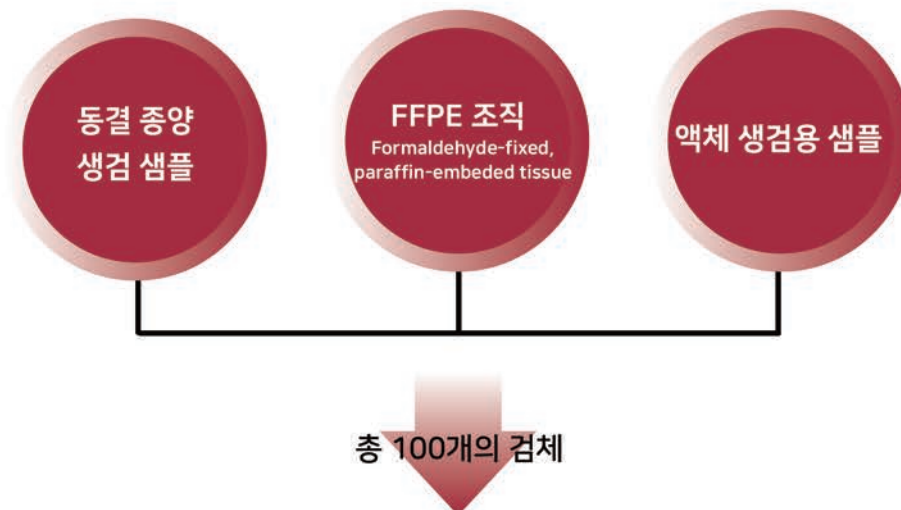 동결 종양
생검 샘플
FFPE 조직
Formaldehyde-fixed,
paraffin-embeded tissue
액체 생검용 샘플
총 100개의 검체